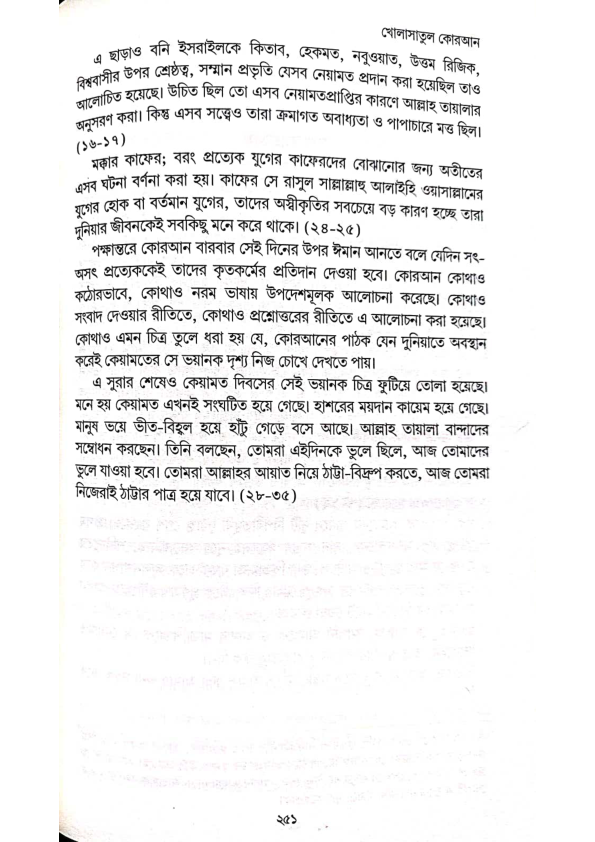 খোলাসাতুল কোরআন
এ ছাড়াও বনি ইসরাইলকে কিতাব, হেকমত, নবুওয়াত, উত্তম রিজিক,
বিশ্ববাসীর উপর শ্রেষ্ঠত্ব, সম্মান প্রভৃতি যেসব নেয়ামত প্রদান করা হয়েছিল তাও
আলোচিত হয়েছে। উচিত ছিল তো এসব নেয়ামতপ্রাপ্তির কারণে আল্লাহ তায়ালার
অনুসরণ করা। কিন্তু এসব সত্ত্বেও তারা ক্রমাগত অবাধ্যতা ও পাপাচারে মত্ত ছিল।
(১৬-১৭)
মক্কার কাফের; বরং প্রত্যেক যুগের কাফেরদের বোঝানোর জন্য অতীতের
এসব ঘটনা বর্ণনা করা হয়। কাফের সে রাসুল সাল্লাল্লাহু আলাইহি ওয়াসাল্লামের
যুগের হোক বা বর্তমান যুগের, তাদের অস্বীকৃতির সবচেয়ে বড় কারণ হচ্ছে তারা
দুনিয়ার জীবনকেই সবকিছু মনে করে থাকে। (২৪-২৫)
পক্ষান্তরে কোরআন বারবার সেই দিনের উপর ঈমান আনতে বলে যেদিন সৎ-
অসৎ প্রত্যেককেই তাদের কৃতকর্মের প্রতিদান দেওয়া হবে। কোরআন কোথাও
কঠোরভাবে, কোথাও নরম ভাষায় উপদেশমূলক আলোচনা করেছে। কোথাও
সংবাদ দেওয়ার রীতিতে, কোথাও প্রশ্নোত্তরের রীতিতে এ আলোচনা করা হয়েছে।
কোথাও এমন চিত্র তুলে ধরা হয় যে, কোরআনের পাঠক যেন দুনিয়াতে অবস্থান
করেই কেয়ামতের সে ভয়ানক দৃশ্য নিজ চোখে দেখতে পায়।
এ সুরার শেষেও কেয়ামত দিবসের সেই ভয়ানক চিত্র ফুটিয়ে তোলা হয়েছে।
মনে হয় কেয়ামত এখনই সংঘটিত হয়ে গেছে। হাশরের ময়দান কায়েম হয়ে গেছে।
মানুষ ভয়ে ভীত-বিহ্বল হয়ে হাঁটু গেড়ে বসে আছে। আল্লাহ তায়ালা বান্দাদের
সম্বোধন করছেন। তিনি বলছেন, তোমরা এইদিনকে ভুলে ছিলে, আজ তোমাদের
ভুলে যাওয়া হবে। তোমরা আল্লাহর আয়াত নিয়ে ঠাট্টা-বিদ্রূপ করতে, আজ তোমরা
নিজেরাই ঠাট্টার পাত্র হয়ে যাবে। (২৮-৩৫)
২৫১